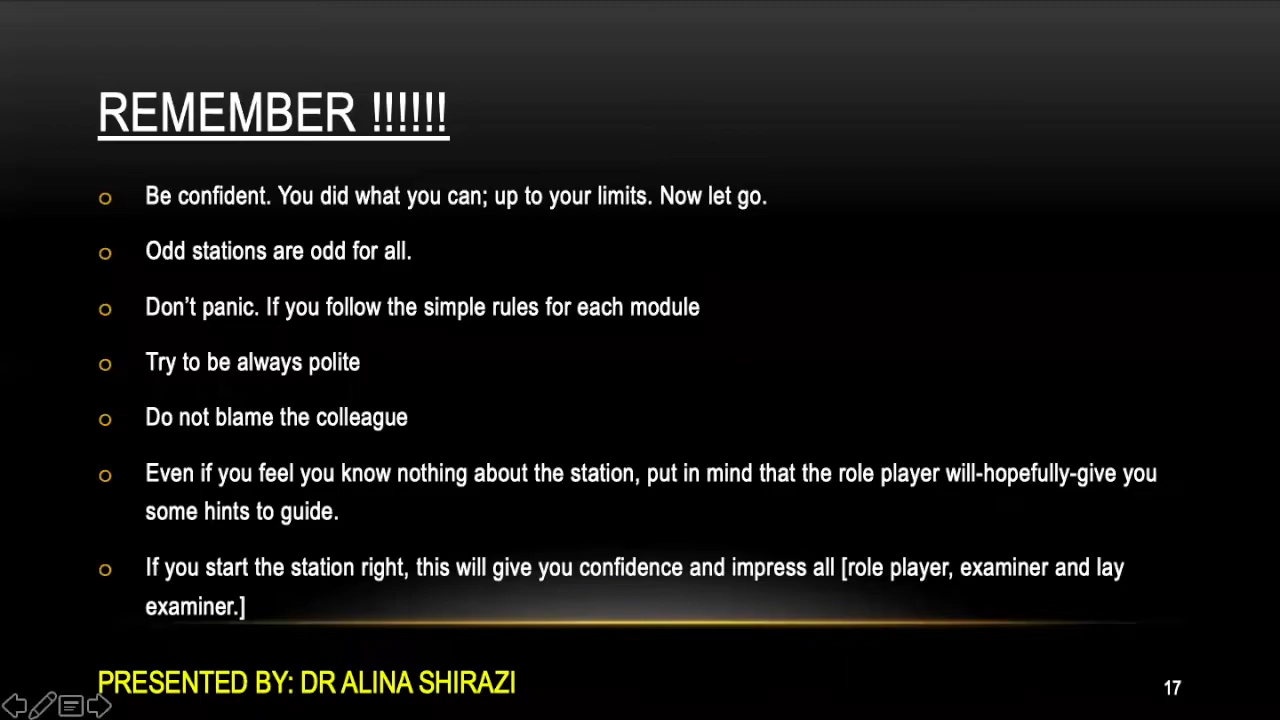 REMEMBER !!!!!!
o Be confident. You did what you can; up to your limits. Now let go.
o Odd stations are odd for all.
o Don’t panic. If you follow the simple rules for each module
o Try to be always polite
o Do not blame the colleague
o Even if you feel you know nothing about the station, put in mind that the role player will-hopefully-give you
some hints to guide.
o If you start the station right, this will give you confidence and impress all [role player, examiner and lay
examiner.]
PRESENTED BY: DR ALINA SHIRAZI
17